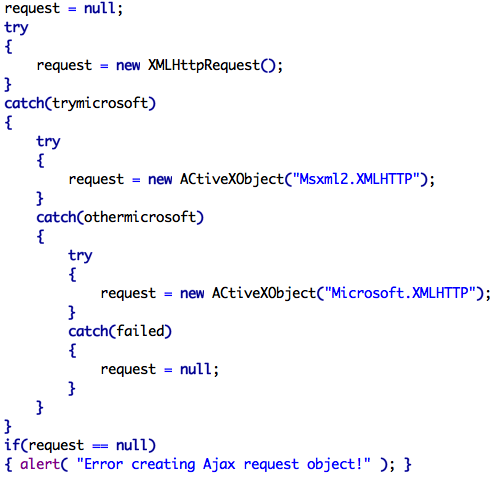 request = null;
try
{
    request = new XMLHttpRequest();
}
catch(trymicrosoft)
{
    try
    {
        request = new ACtiveXObject("Msxml2.XMLHTTP");
    }
    catch(othermicrosoft)
    {
        try
        {
            request = new ACtiveXObject("Microsoft.XMLHTTP");
        }
        catch(failed)
        {
            request = null;
        }
    }
}
if(request == null)
{ alert( "Error creating Ajax request object!" ); }